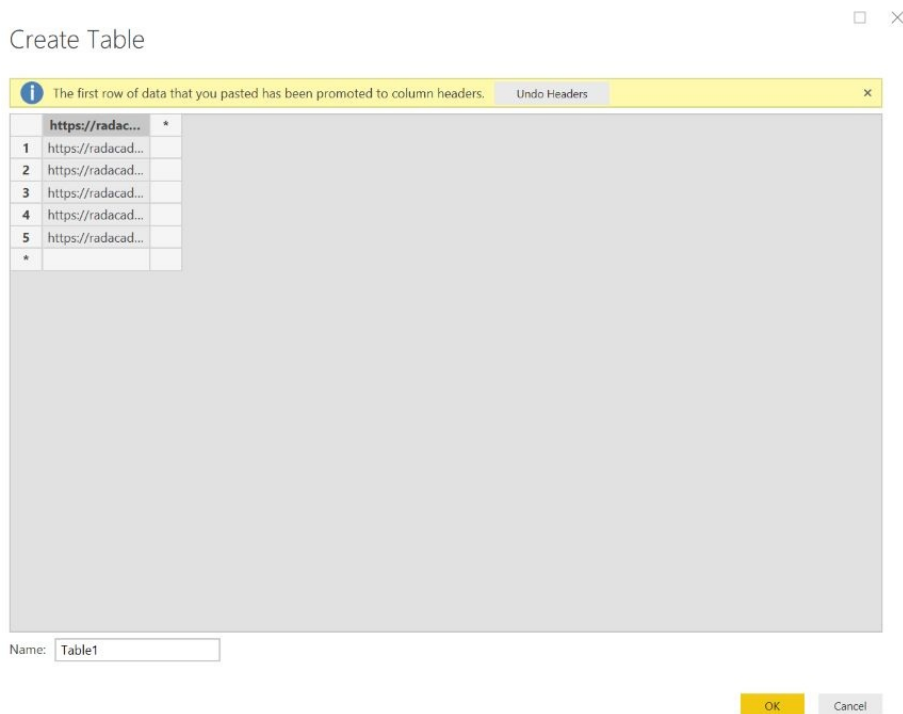 Create Table
The first row of data that you pasted has been promoted to column headers. Undo Headers
https://radac... *
1 https://radacad...
2 https://radacad...
3 https://radacad...
4 https://radacad...
5 https://radacad...
*
Name: Table1
OK Cancel